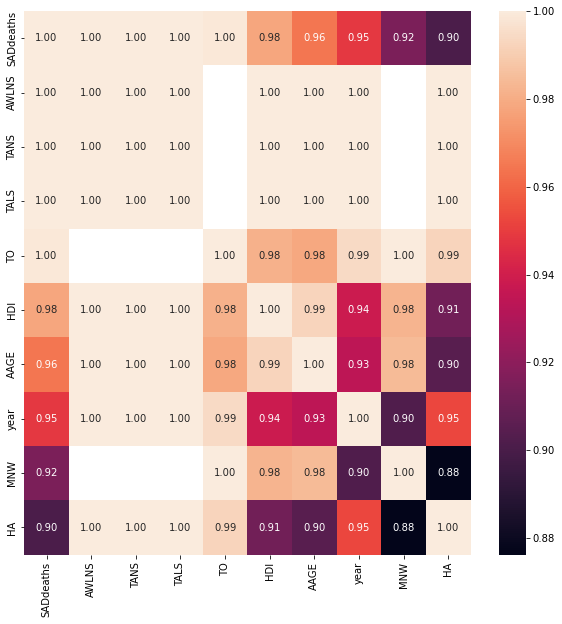 SADdeaths 1.00 1.00 1.00 1.00 1.00 0.98 0.96 0.95 0.92 0.90
AWLNS 1.00 1.00 1.00 1.00 1.00 1.00 1.00 1.00
TANS 1.00 1.00 1.00 1.00 1.00 1.00 1.00 1.00
TALS 1.00 1.00 1.00 1.00 1.00 1.00 1.00 1.00
TO 1.00 1.00 0.98 0.98 0.99 1.00 0.99
HDI 0.98 1.00 1.00 1.00 0.98 1.00 0.99 0.94 0.98 0.91
AAGE 0.96 1.00 1.00 1.00 0.98 0.99 1.00 0.93 0.98 0.90
year 0.95 1.00 1.00 1.00 0.99 0.94 0.93 1.00 0.90 0.95
MNW 0.92 1.00 0.98 0.98 0.90 1.00 0.88
HA 0.90 1.00 1.00 1.00 0.99 0.91 0.90 0.95 0.88 1.00
SADdeaths AWLNS TANS TALS TO HDI AAGE year MNW HA
1.00
0.98
0.96
0.94
0.92
0.90
0.88